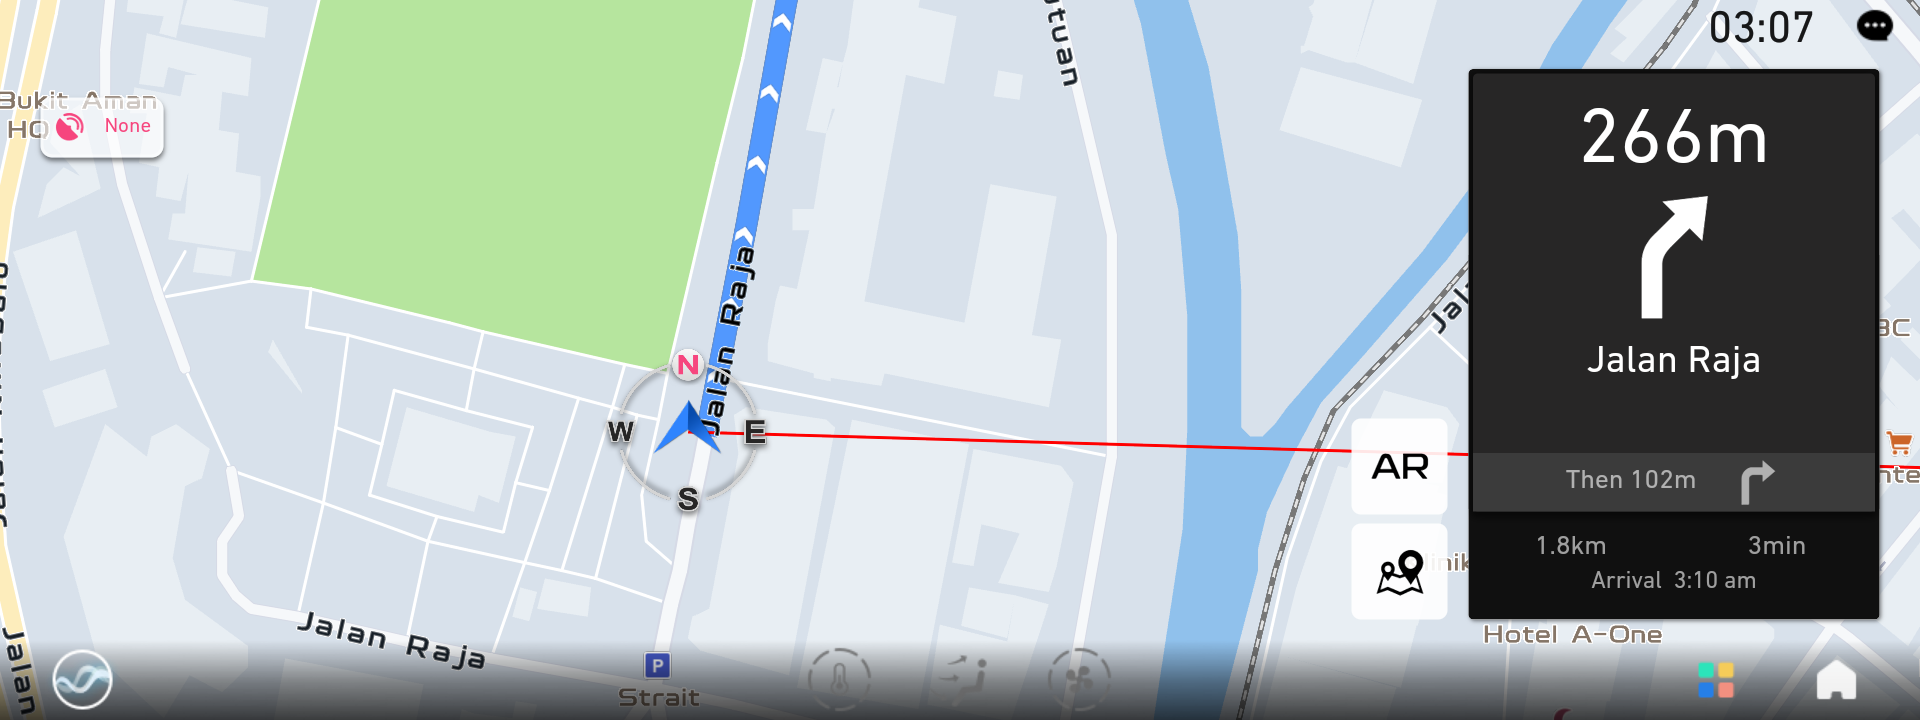 03:07
Bukit Aman
HQ
None
266m
Jalan Raja
Then 102m
1.8km 3min
Arrival 3:10 am
AR
N
W E
S
Jalan Raja
Jalan Raja
Jalan
P
Strait
Hotel A-One